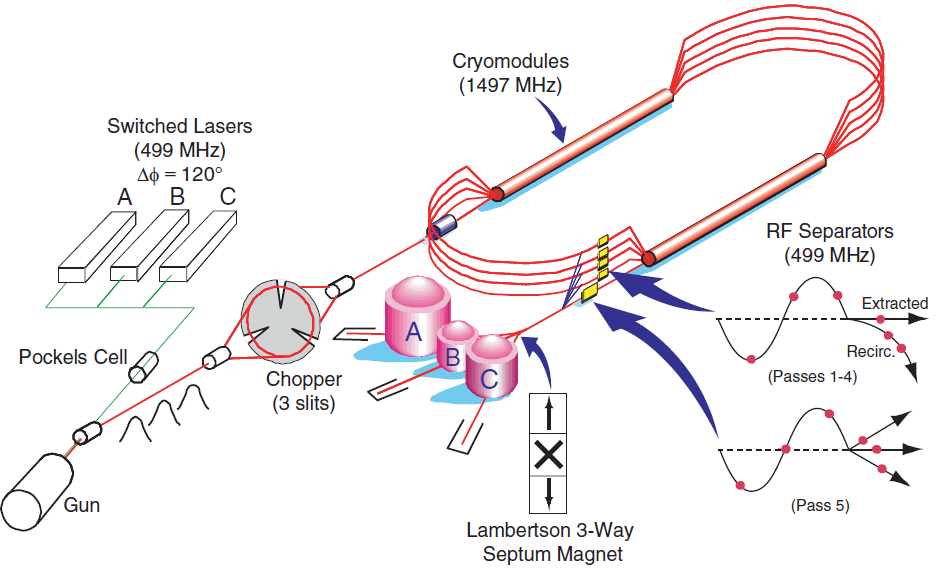 Cryomodules
(1497 MHz)
Switched Lasers
(499 MHz)
Δϕ = 120°
A B C
RF Separators
(499 MHz)
Extracted
Recirc.
(Passes 1-4)
Pockels Cell
Chopper
(3 slits)
A
B
C
Gun
(Pass 5)
Lambertson 3-Way
Septum Magnet